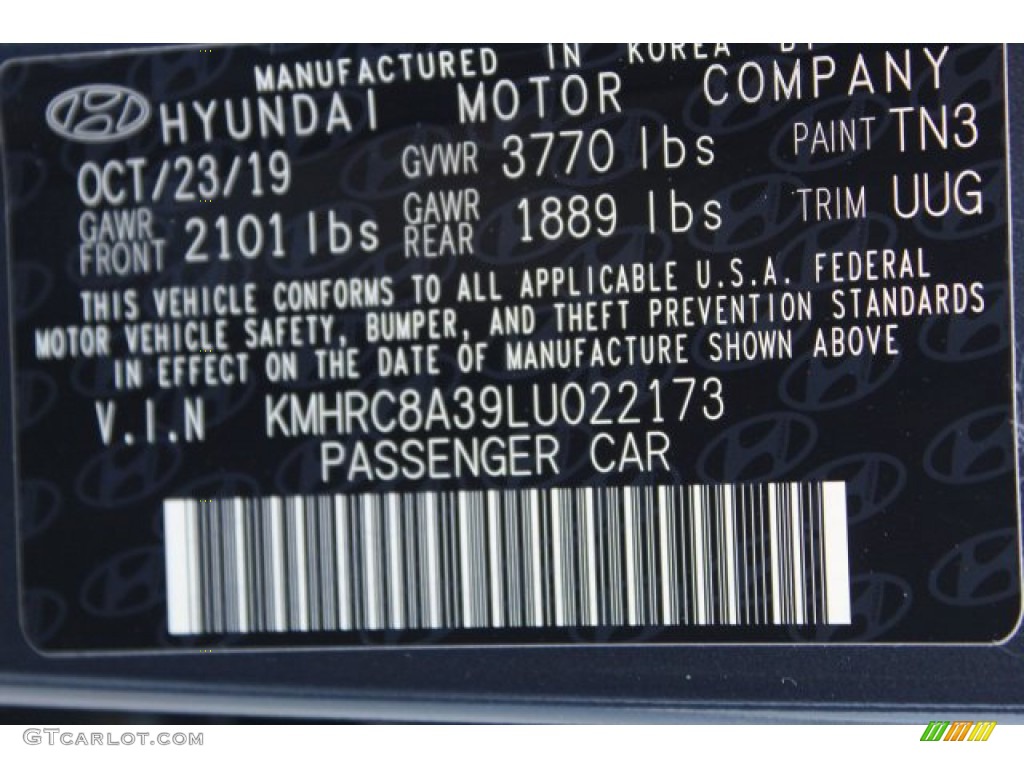 MANUFACTURED IN KOREA BY
HYUNDAI MOTOR COMPANY
OCT/23/19 GVWR 3770 lbs PAINT TN3
GAWR FRONT 2101 lbs GAWR REAR 1889 lbs TRIM UUG
THIS VEHICLE CONFORMS TO ALL APPLICABLE U.S.A. FEDERAL
MOTOR VEHICLE SAFETY, BUMPER, AND THEFT PREVENTION STANDARDS
IN EFFECT ON THE DATE OF MANUFACTURE SHOWN ABOVE
V.I.N KMHRC8A39LU022173
PASSENGER CAR
GTCARLOT.COM